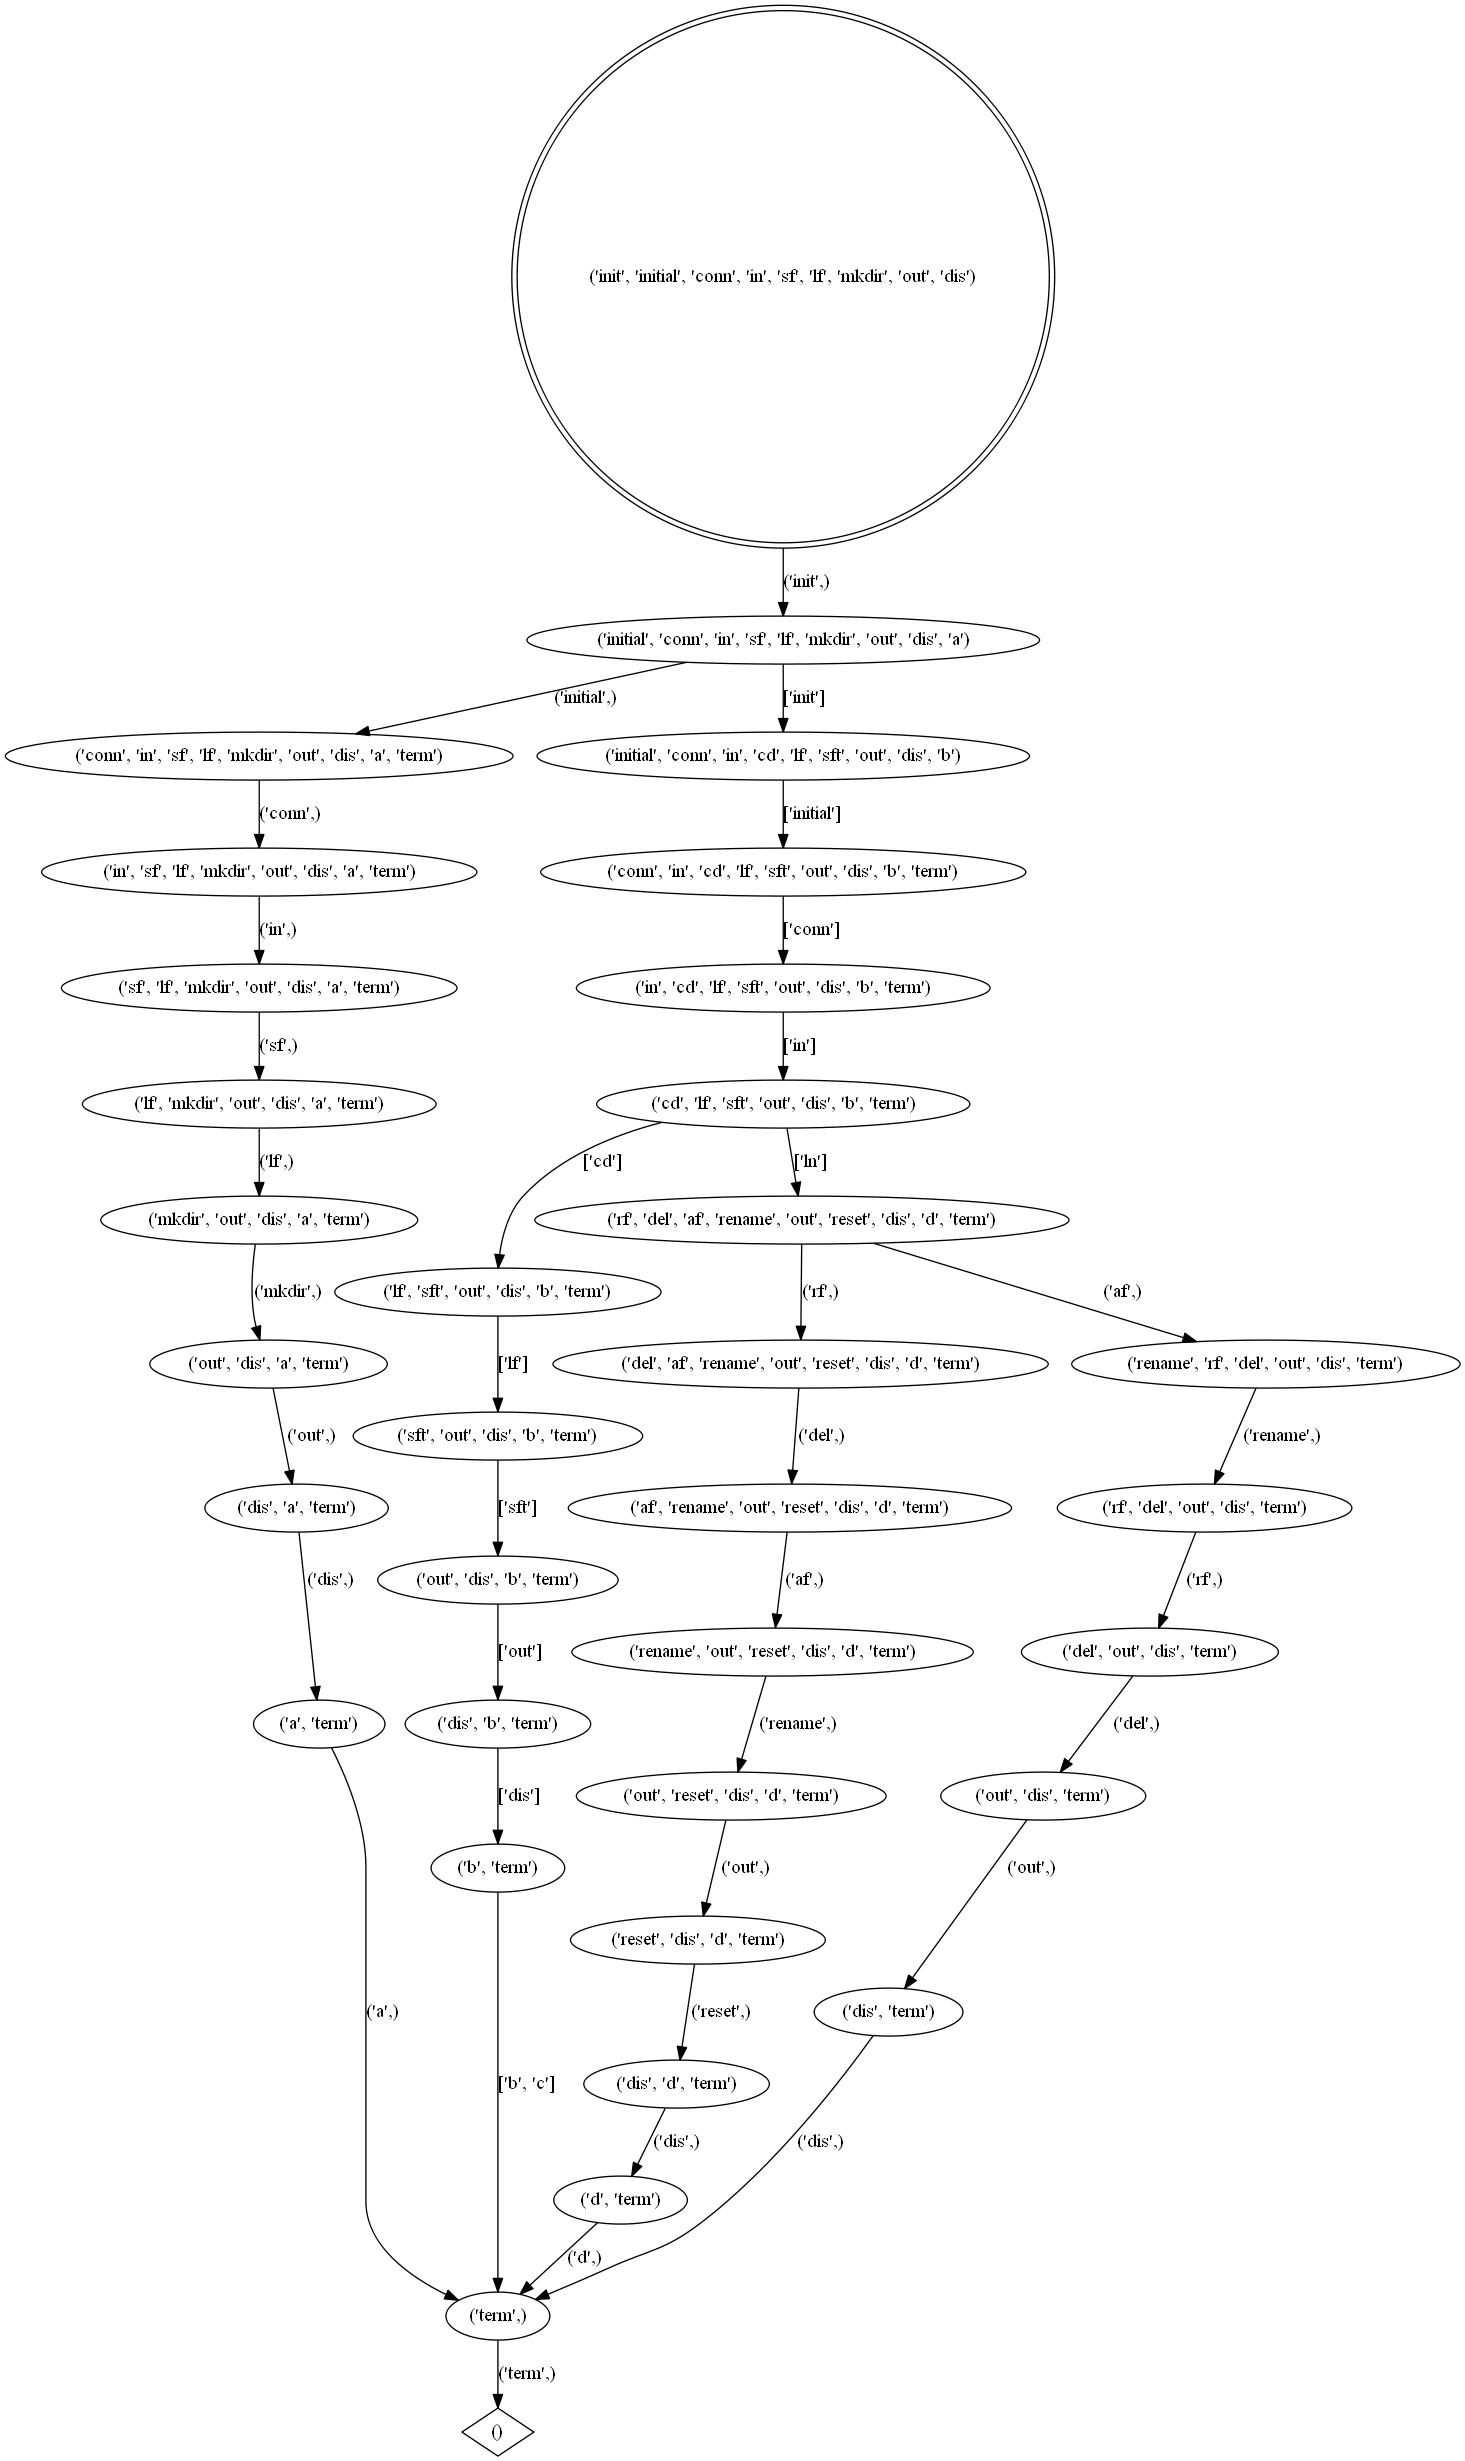 ('init', 'initial', 'conn', 'in', 'sf', 'lf', 'mkdir', 'out', 'dis')
('init',)
('initial', 'conn', 'in', 'sf', 'lf', 'mkdir', 'out', 'dis', 'a')
('initial',)
['init']
('conn', 'in', 'sf', 'lf', 'mkdir', 'out', 'dis', 'a', 'term')
('initial', 'conn', 'in', 'cd', 'lf', 'sft', 'out', 'dis', 'b')
('conn',)
['initial']
('in', 'sf', 'lf', 'mkdir', 'out', 'dis', 'a', 'term')
('conn', 'in', 'cd', 'lf', 'sft', 'out', 'dis', 'b', 'term')
('in',)
['conn']
('sf', 'lf', 'mkdir', 'out', 'dis', 'a', 'term')
('in', 'cd', 'lf', 'sft', 'out', 'dis', 'b', 'term')
('sf',)
['in']
('lf', 'mkdir', 'out', 'dis', 'a', 'term')
('cd', 'lf', 'sft', 'out', 'dis', 'b', 'term')
('lf',)
['cd']
['ln']
('mkdir', 'out', 'dis', 'a', 'term')
('rf', 'del', 'af', 'rename', 'out', 'reset', 'dis', 'd', 'term')
('mkdir',)
('lf', 'sft', 'out', 'dis', 'b', 'term')
('rf',)
('af',)
('out', 'dis', 'a', 'term')
['lf']
('del', 'af', 'rename', 'out', 'reset', 'dis', 'd', 'term')
('rename', 'rf', 'del', 'out', 'dis', 'term')
('out',)
('sft', 'out', 'dis', 'b', 'term')
('del',)
('rename',)
('dis', 'a', 'term')
['sft']
('af', 'rename', 'out', 'reset', 'dis', 'd', 'term')
('rf', 'del', 'out', 'dis', 'term')
('dis',)
('out', 'dis', 'b', 'term')
('af',)
('rf',)
['out']
('rename', 'out', 'reset', 'dis', 'd', 'term')
('del', 'out', 'dis', 'term')
('a', 'term')
('dis', 'b', 'term')
('rename',)
('del',)
['dis']
('out', 'reset', 'dis', 'd', 'term')
('out', 'dis', 'term')
('b', 'term')
('out',)
('out',)
('reset', 'dis', 'd', 'term')
('a',)
('reset',)
('dis', 'term')
['b', 'c']
('dis', 'd', 'term')
('dis',)
('dis',)
('d', 'term')
('d',)
('term',)
('term',)
()